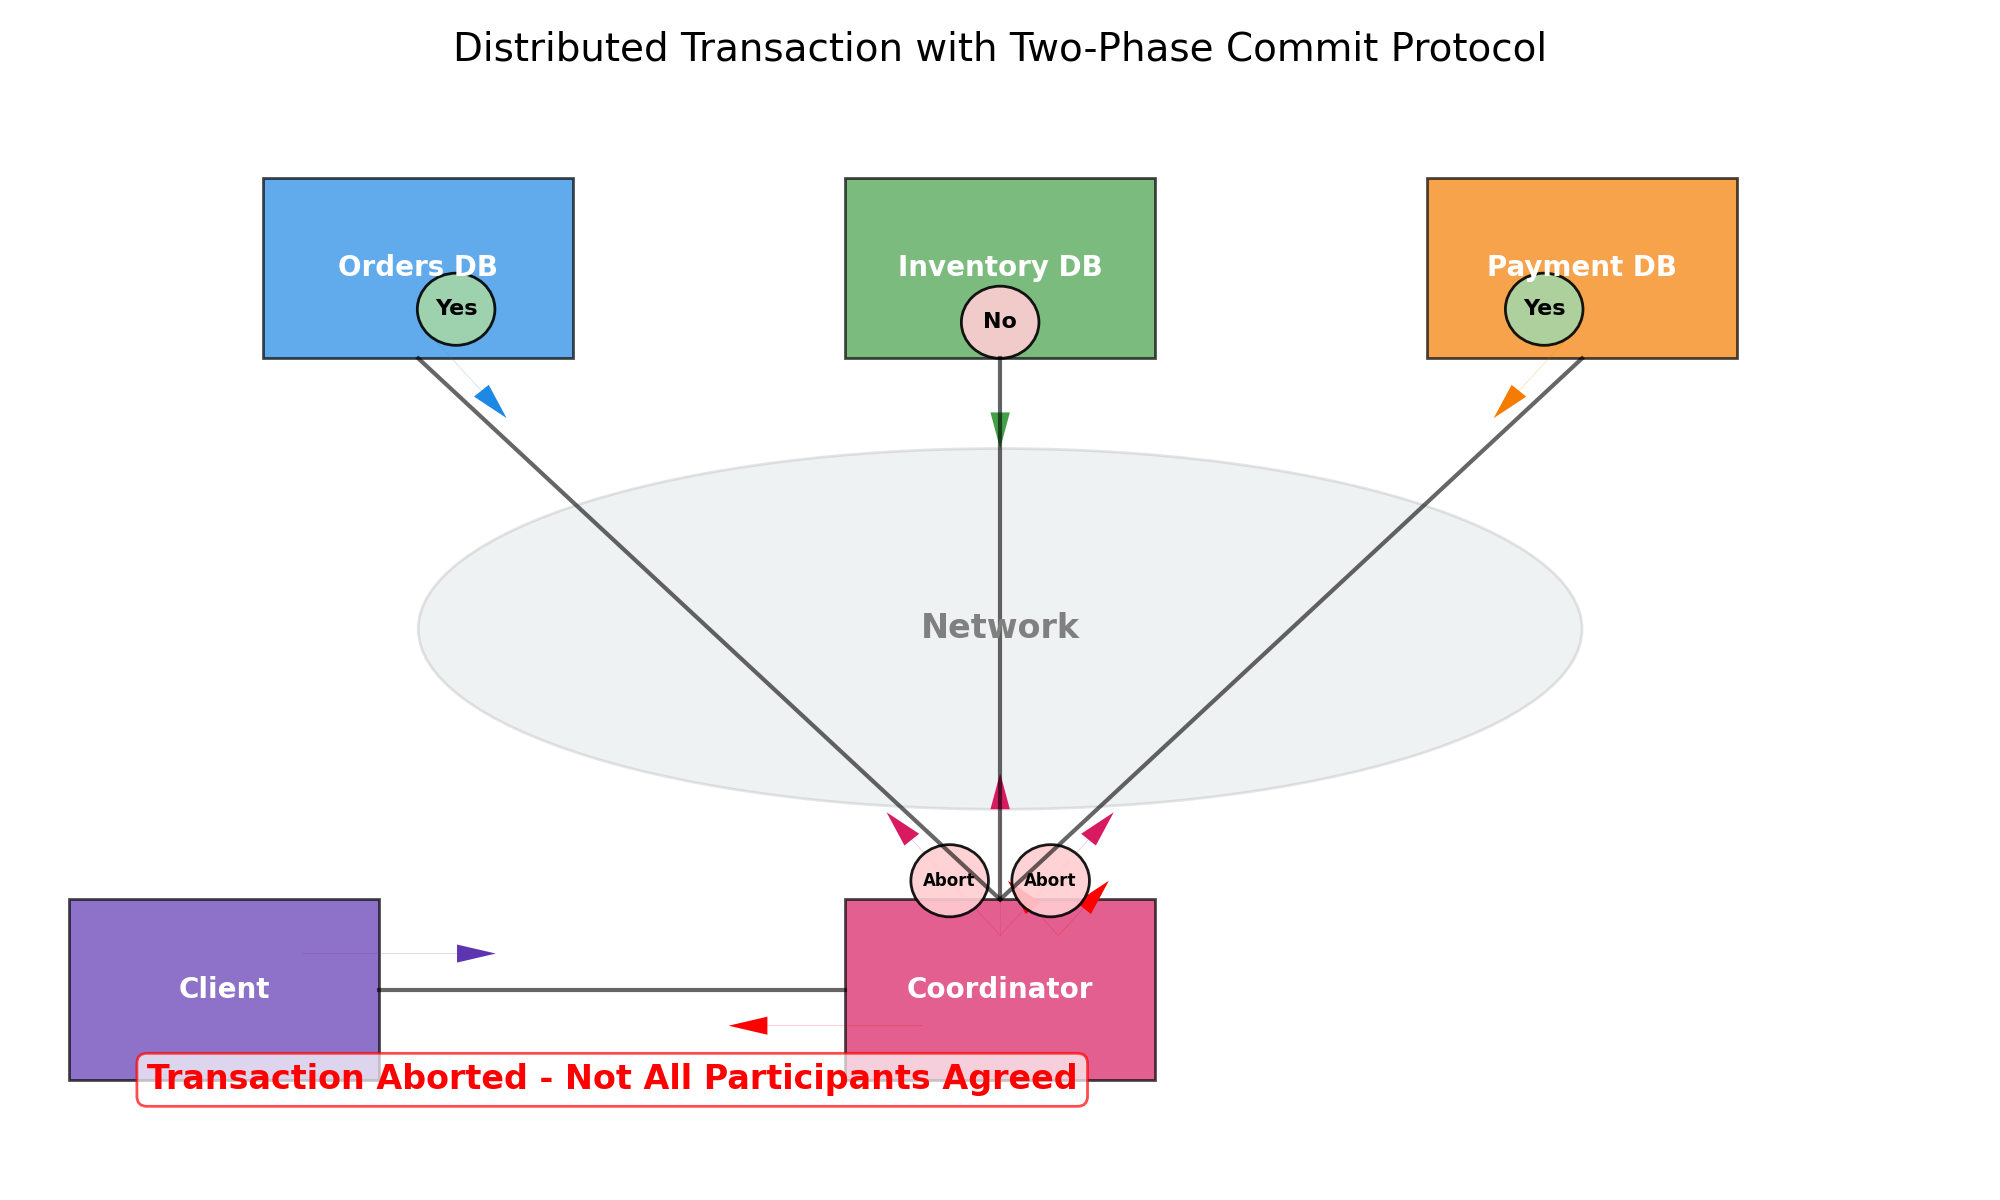 Distributed Transaction with Two-Phase Commit Protocol
Orders DB
Inventory DB
Payment DB
Yes
No
Yes
Network
Abort
Abort
Client
Coordinator
Transaction Aborted - Not All Participants Agreed